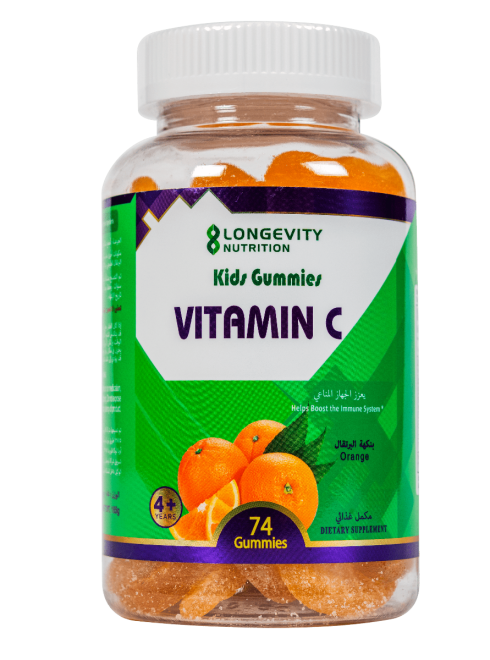 LONGEVITY
NUTRITION
Kids Gummies
VITAMIN C
يعزز الجهاز المناعي
Helps Boost the Immune System*
بنكهة البرتقال
Orange
4+
YEARS
74
Gummies
مكمل غذائي
DIETARY SUPPLEMENT